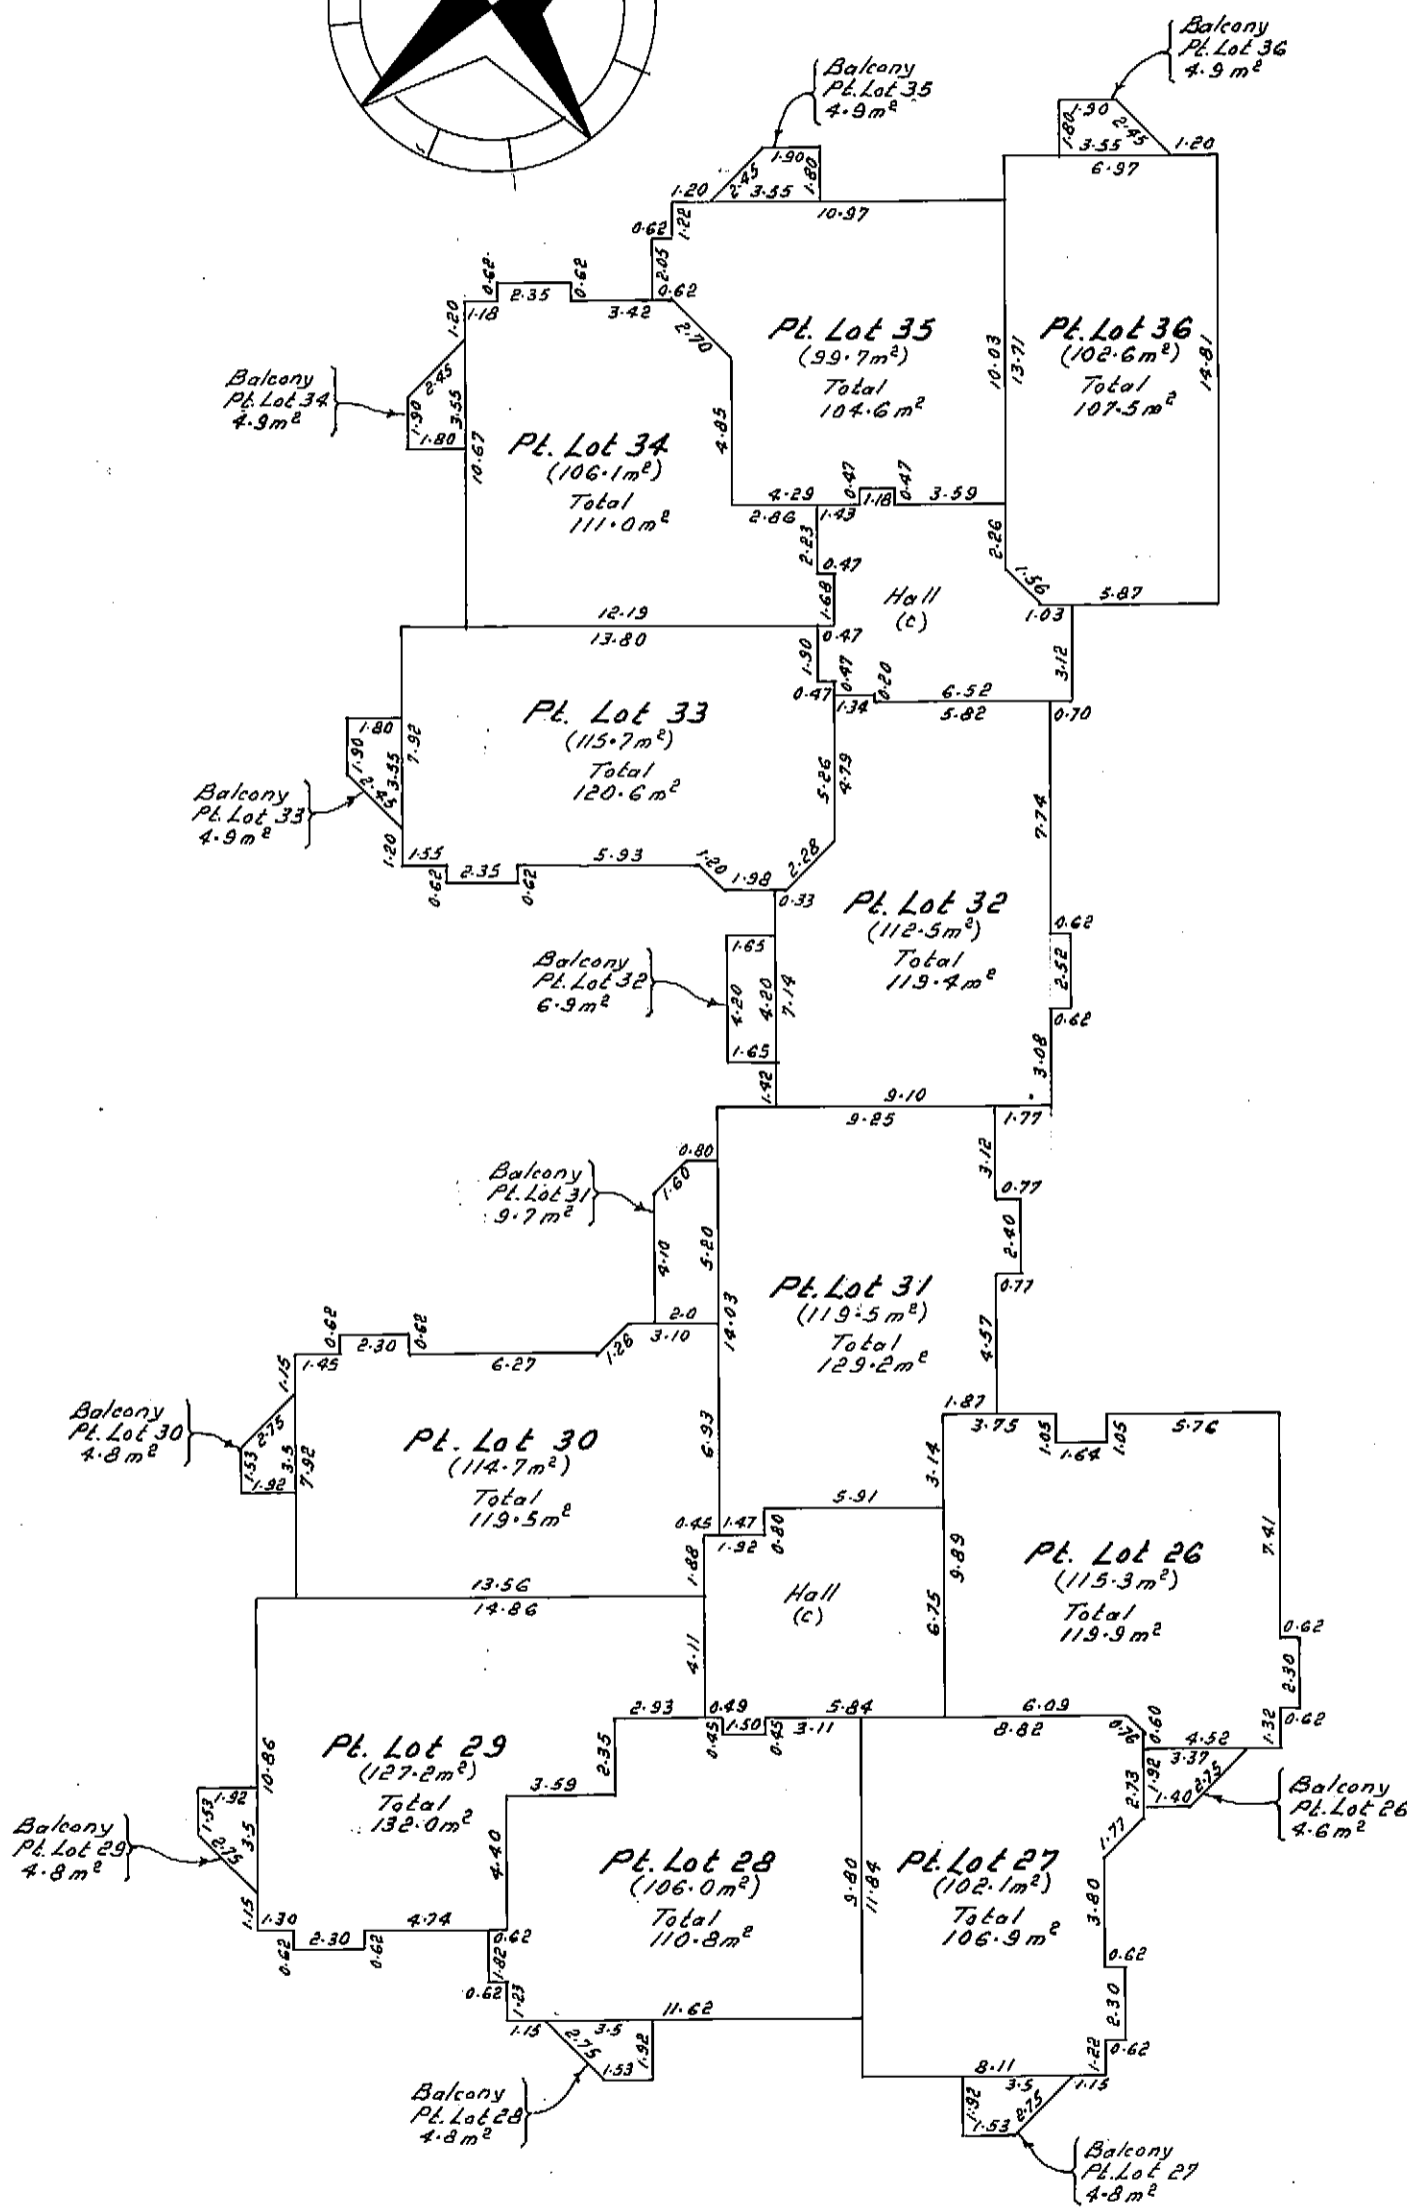 Balcony
Pt. Lot 36
4.9 m²
1.90
1.80
2.45
3.55
1.20
6.97
Balcony
Pt. Lot 35
4.9 m²
1.90
2.45
1.80
1.20
3.55
10.97
0.62
1.22
2.05
0.62
Pt. Lot 35
(99.7m²)
Total
104.6 m²
10.03
13.71
Pt. Lot 36
(102.6m²)
Total
107.5 m²
14.81
0.62
2.35
0.62
1.20
1.18
3.42
2.70
Balcony
Pt. Lot 34
4.9 m²
2.45
1.90
3.55
1.80
10.67
Pt. Lot 34
(106.1m²)
Total
111.0 m²
4.85
4.29
0.47
1.18
0.47
3.59
2.86
1.43
2.23
0.47
1.68
2.26
1.56
1.03
5.87
Hall
(C)
12.19
13.80
0.47
1.90
0.47
0.47
1.34
0.20
6.52
5.82
3.12
0.70
Pt. Lot 33
(115.7m²)
Total
120.6 m²
1.80
1.90
3.55
7.92
2.45
Balcony
Pt. Lot 33
4.9 m²
5.26
4.79
7.74
1.20
1.55
0.62
2.35
0.62
5.93
1.20
1.98
2.28
0.33
Pt. Lot 32
(112.5m²)
Total
119.4 m²
0.62
2.52
0.62
Balcony
Pt. Lot 32
6.9 m²
1.65
4.20
4.20
7.14
1.65
1.42
3.08
9.10
9.25
1.77
Balcony
Pt. Lot 31
9.7 m²
0.80
1.60
4.10
5.20
3.12
0.77
2.40
0.77
Pt. Lot 31
(119.5m²)
Total
129.2 m²
14.03
4.57
2.0
3.10
0.62
2.30
0.62
1.15
1.45
6.27
1.26
Balcony
Pt. Lot 30
4.8 m²
2.75
1.53
3.5
1.92
7.92
Pt. Lot 30
(114.7m²)
Total
119.5 m²
6.93
1.87
3.75
1.05
1.64
1.05
5.76
3.14
5.91
0.45
1.47
1.92
0.80
1.88
Hall
(C)
9.89
6.75
Pt. Lot 26
(115.3m²)
Total
119.9 m²
7.41
0.62
2.30
0.62
1.32
13.56
14.86
4.11
2.93
0.49
0.45
1.50
0.45
5.84
3.11
6.09
8.82
0.78
0.60
4.52
3.37
1.92
2.75
1.40
2.73
1.77
Balcony
Pt. Lot 26
4.6 m²
Pt. Lot 29
(127.2m²)
Total
132.0 m²
10.86
1.92
1.53
3.5
2.75
Balcony
Pt. Lot 29
4.8 m²
1.15
1.30
0.62
2.30
0.62
4.74
2.35
3.59
4.40
0.62
1.82
0.62
1.23
Pt. Lot 28
(106.0m²)
Total
110.8 m²
9.80
11.84
Pt. Lot 27
(102.1m²)
Total
106.9 m²
3.80
0.62
2.30
0.62
1.22
11.62
1.15
3.5
2.75
1.92
1.53
Balcony
Pt. Lot 28
4.8 m²
8.11
3.5
1.15
1.92
2.75
1.53
Balcony
Pt. Lot 27
4.8 m²